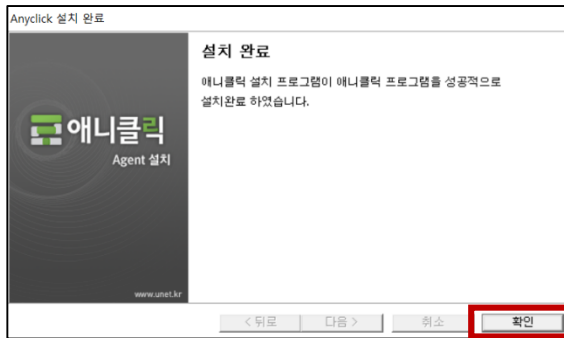 Anyclick 설치 완료
설치 완료
애니클릭 설치 프로그램이 애니클릭 프로그램을 성공적으로
설치완료 하였습니다.
애니클릭
Agent 설치
www.unet.kr
< 뒤로 다음 > 취소 확인